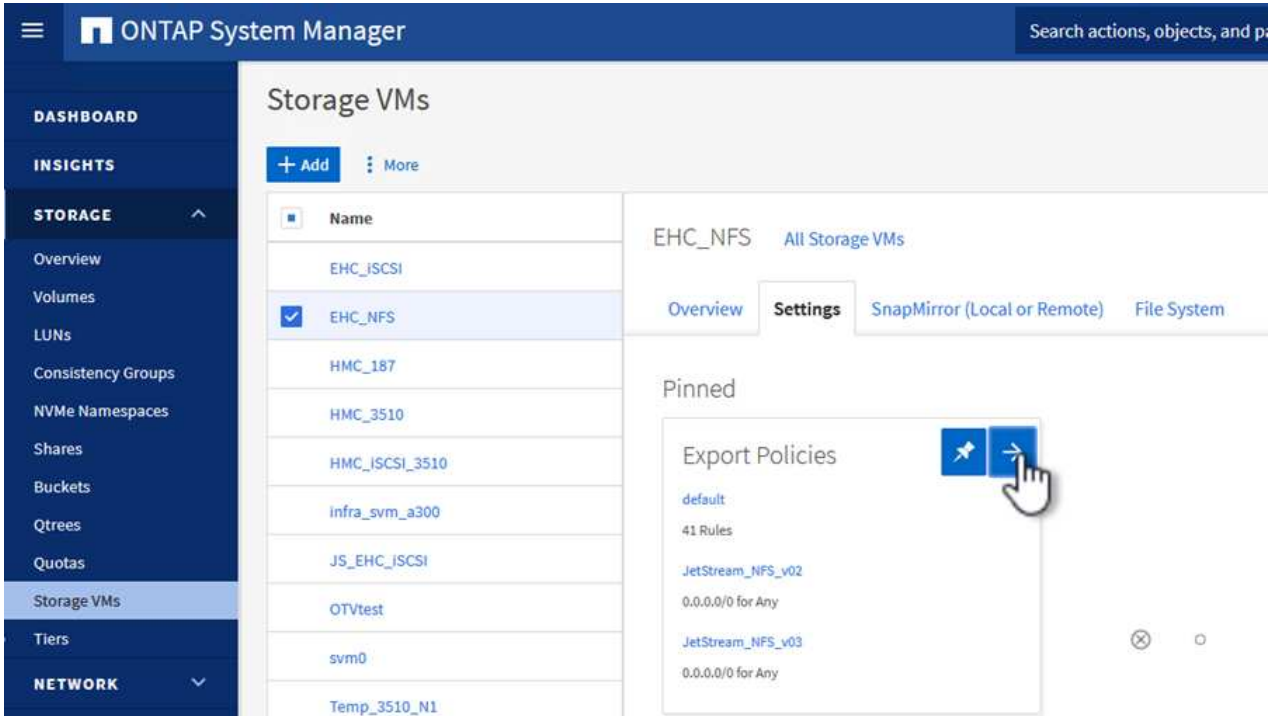 ONTAP System Manager
Search actions, objects, and pa
DASHBOARD
INSIGHTS
STORAGE
Overview
Volumes
LUNs
Consistency Groups
NVMe Namespaces
Shares
Buckets
Qtrees
Quotas
Storage VMs
Tiers
NETWORK
Storage VMs
+ Add
More
Name
EHC_iSCSI
EHC_NFS
HMC_187
HMC_3510
HMC_iSCSI_3510
infra_svm_a300
JS_EHC_iSCSI
OTVtest
svm0
Temp_3510_N1
EHC_NFS All Storage VMs
Overview Settings SnapMirror (Local or Remote) File System
Pinned
Export Policies
default
41 Rules
JetStream_NFS_v02
0.0.0.0/0 for Any
JetStream_NFS_v03
0.0.0.0/0 for Any